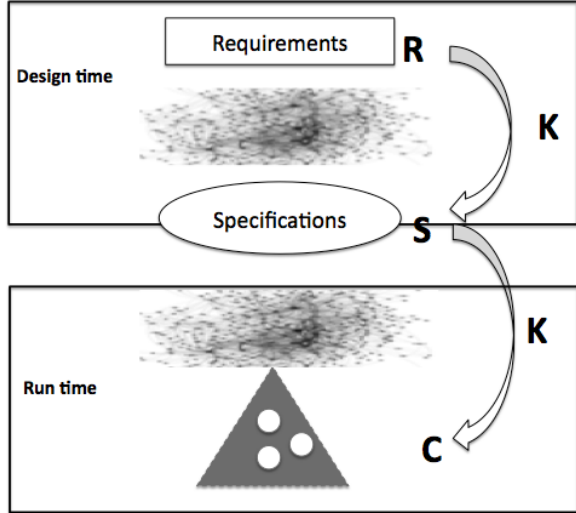 Requirements
R
Design time
K
Specifications
S
K
Run time
C